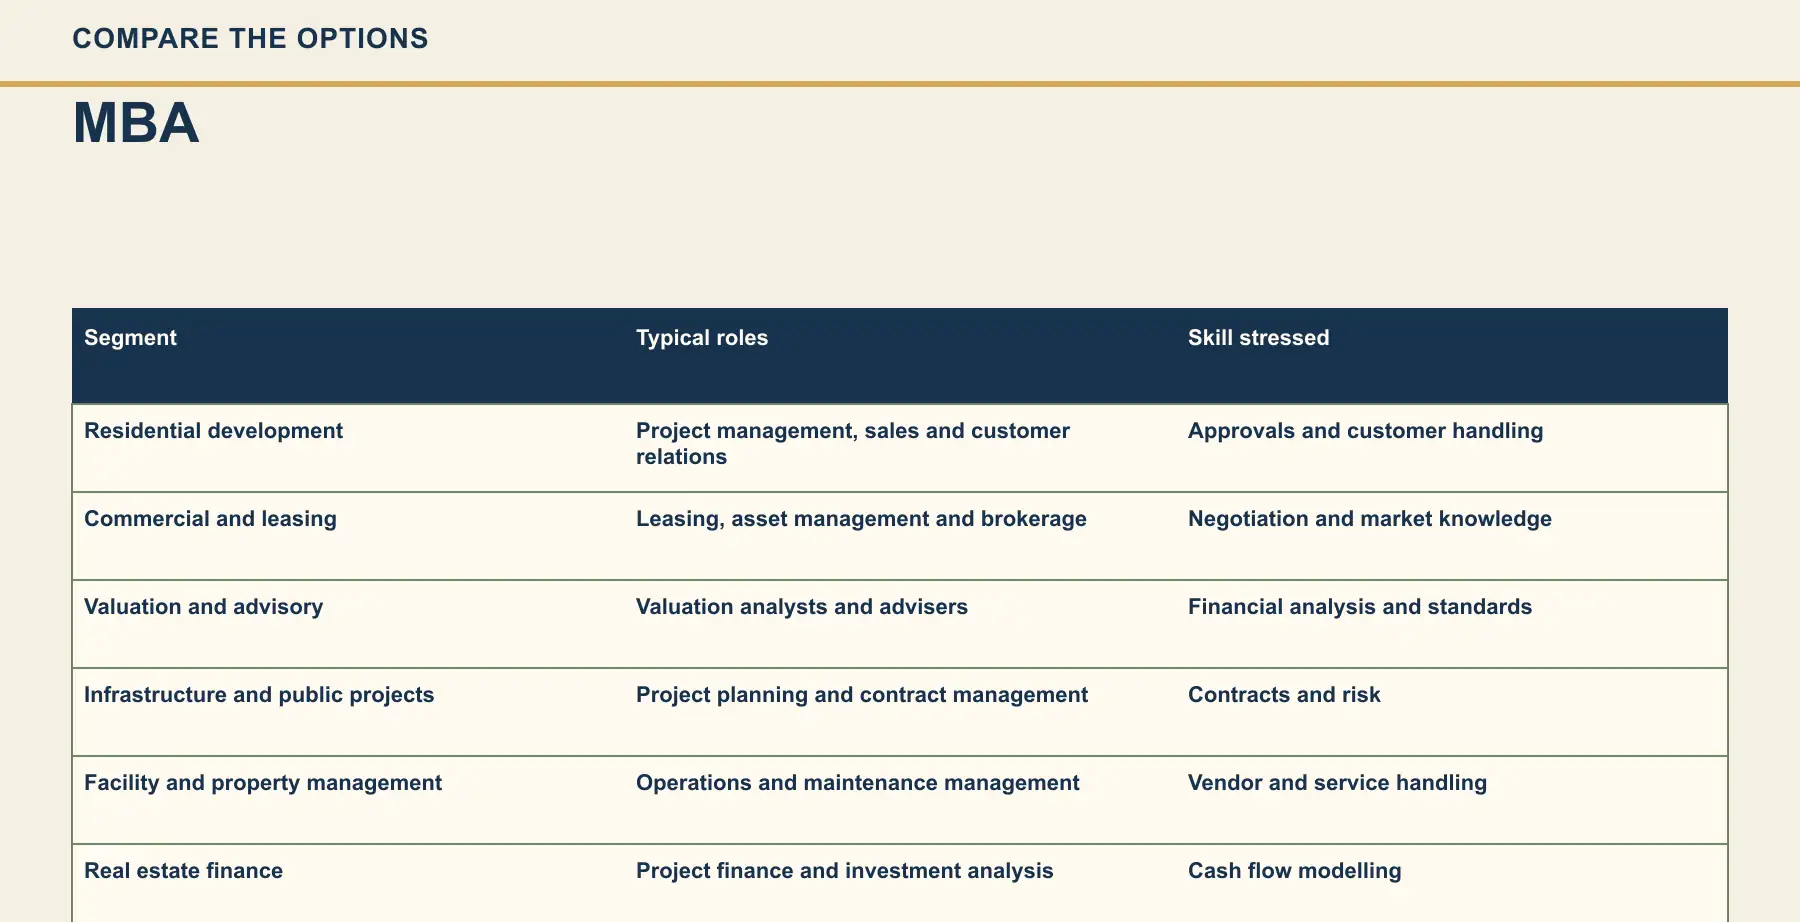 COMPARE THE OPTIONS
MBA
Segment Typical roles Skill stressed
Residential development Project management, sales and customer Approvals and customer handling
relations
Commercial and leasing Leasing, asset management and brokerage Negotiation and market knowledge
Valuation and advisory Valuation analysts and advisers Financial analysis and standards
Infrastructure and public projects Project planning and contract management Contracts and risk
Facility and property management Operations and maintenance management Vendor and service handling
Real estate finance Project finance and investment analysis Cash flow modelling